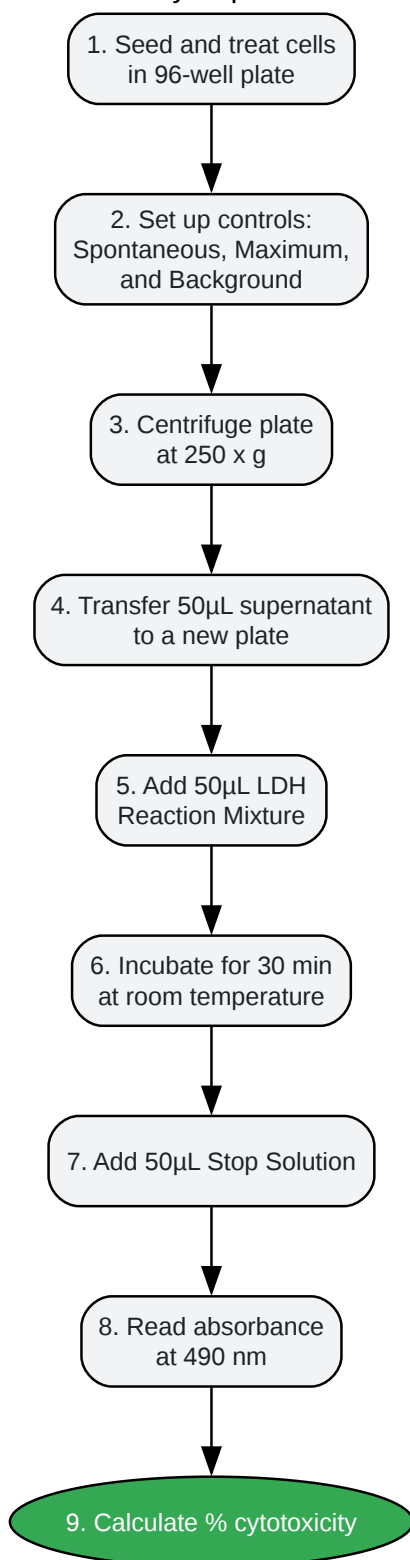 1. Seed and treat cells
in 96-well plate
2. Set up controls:
Spontaneous, Maximum,
and Background
3. Centrifuge plate
at 250 x g
4. Transfer 50µL supernatant
to a new plate
5. Add 50µL LDH
Reaction Mixture
6. Incubate for 30 min
at room temperature
7. Add 50µL Stop Solution
8. Read absorbance
at 490 nm
9. Calculate % cytotoxicity